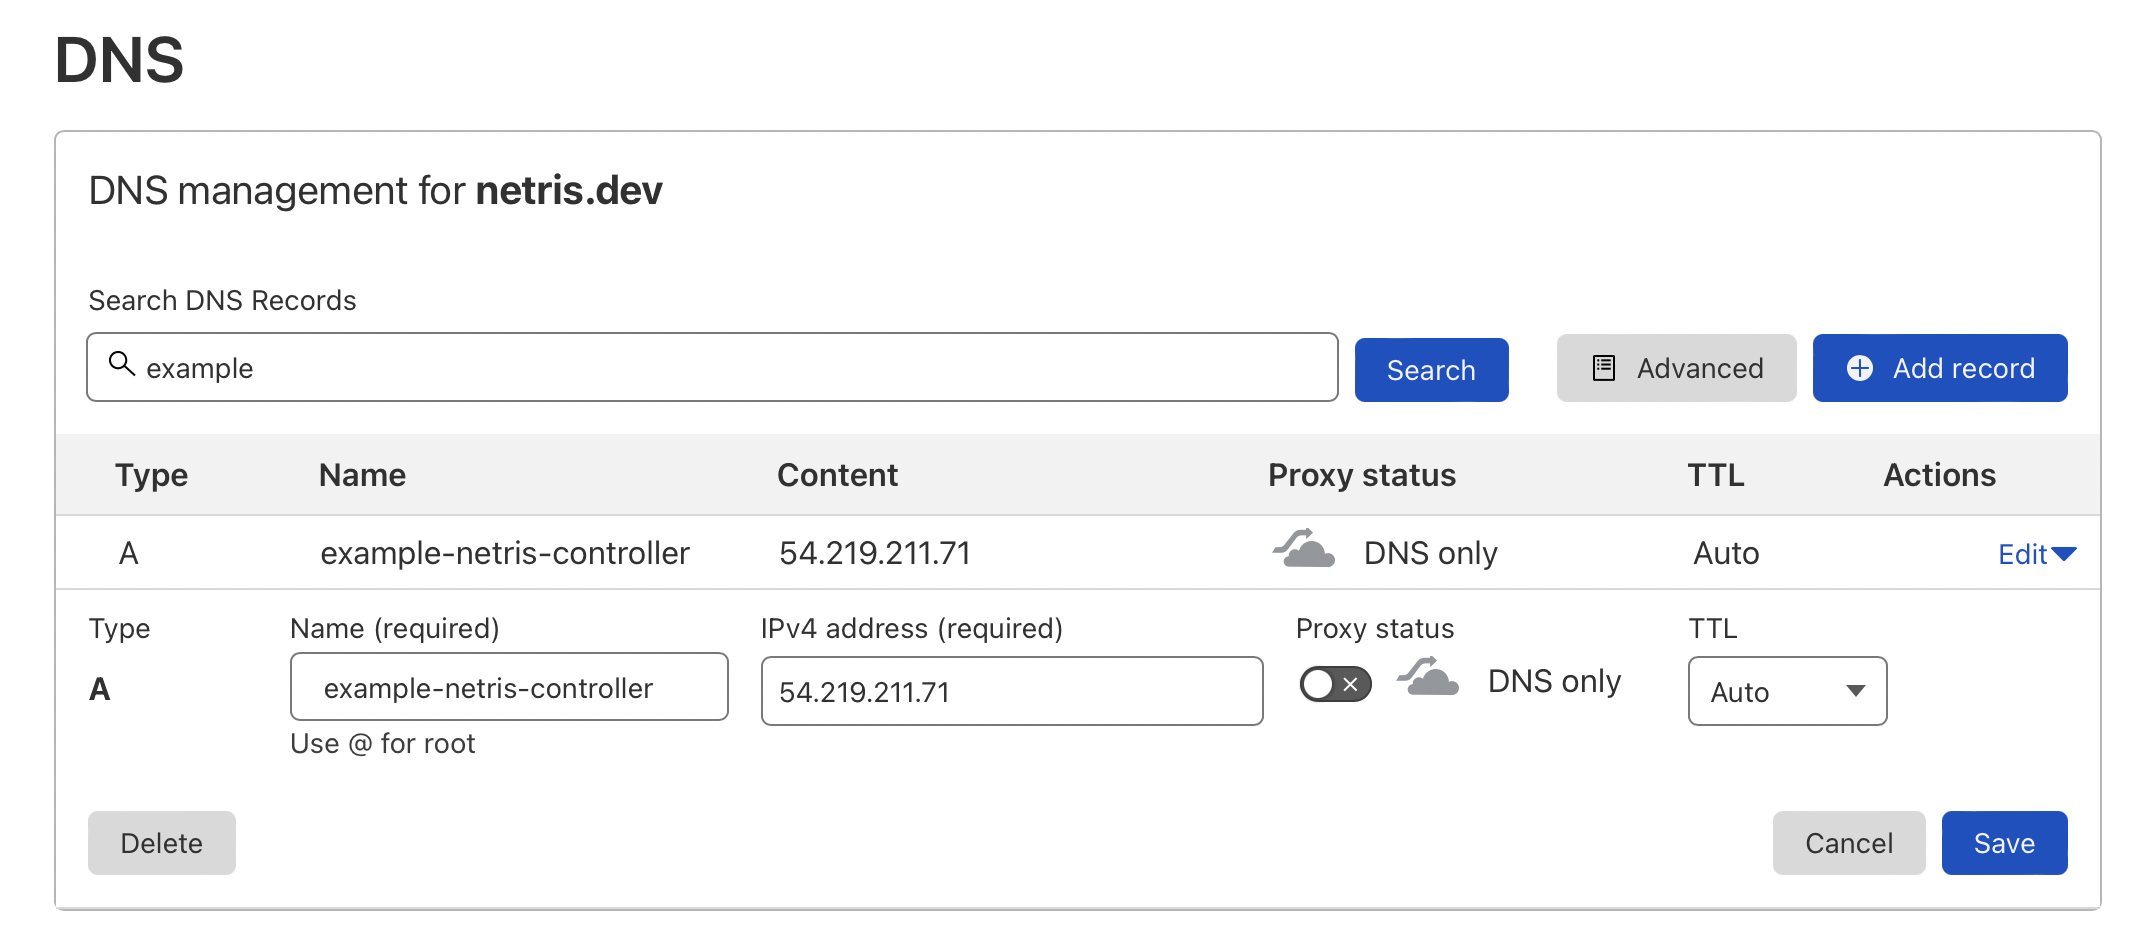 DNS
DNS management for netris.dev
Search DNS Records
example
Search
Advanced
Add record
Type Name Content Proxy status TTL Actions
A example-netris-controller 54.219.211.71 DNS only Auto Edit
Type Name (required) IPv4 address (required) Proxy status TTL
A example-netris-controller 54.219.211.71 DNS only Auto
Use @ for root
Delete Cancel Save